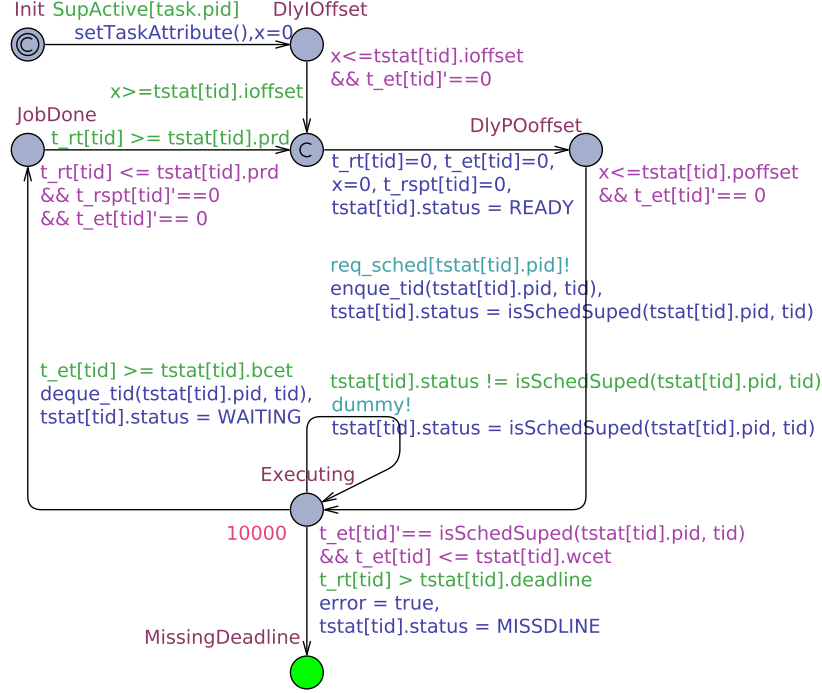 Init SupActive[task.pid] DlyIOffset
setTaskAttribute(),x=0
C
x<=tstat[tid].ioffset
&& t_et[tid]'==0
x>=tstat[tid].ioffset
JobDone
t_rt[tid] >= tstat[tid].prd
C
DlyPOoffset
t_rt[tid] <= tstat[tid].prd
&& t_rspt[tid]'==0
&& t_et[tid]'== 0
t_rt[tid]=0, t_et[tid]=0,
x=0, t_rspt[tid]=0,
tstat[tid].status = READY
x<=tstat[tid].poffset
&& t_et[tid]'== 0
req_sched[tstat[tid].pid]!
enque_tid(tstat[tid].pid, tid),
tstat[tid].status = isSchedSuped(tstat[tid].pid, tid)
t_et[tid] >= tstat[tid].bcet
deque_tid(tstat[tid].pid, tid),
tstat[tid].status = WAITING
tstat[tid].status != isSchedSuped(tstat[tid].pid, tid)
dummy!
tstat[tid].status = isSchedSuped(tstat[tid].pid, tid)
Executing
10000
t_et[tid]'== isSchedSuped(tstat[tid].pid, tid)
&& t_et[tid] <= tstat[tid].wcet
t_rt[tid] > tstat[tid].deadline
error = true,
tstat[tid].status = MISSDLINE
MissingDeadline